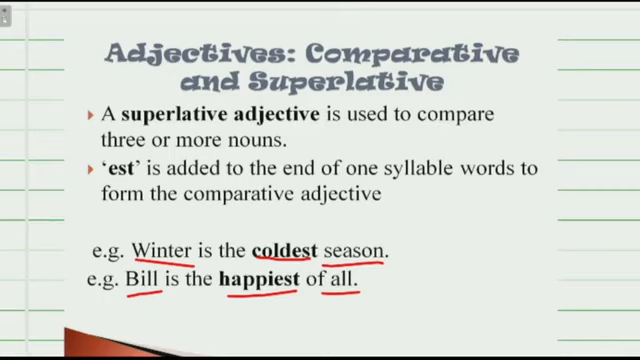 Adjectives: Comparative
and Superlative
A superlative adjective is used to compare
three or more nouns.
‘est’ is added to the end of one syllable words to
form the comparative adjective
e.g. Winter is the coldest season.
e.g. Bill is the happiest of all.